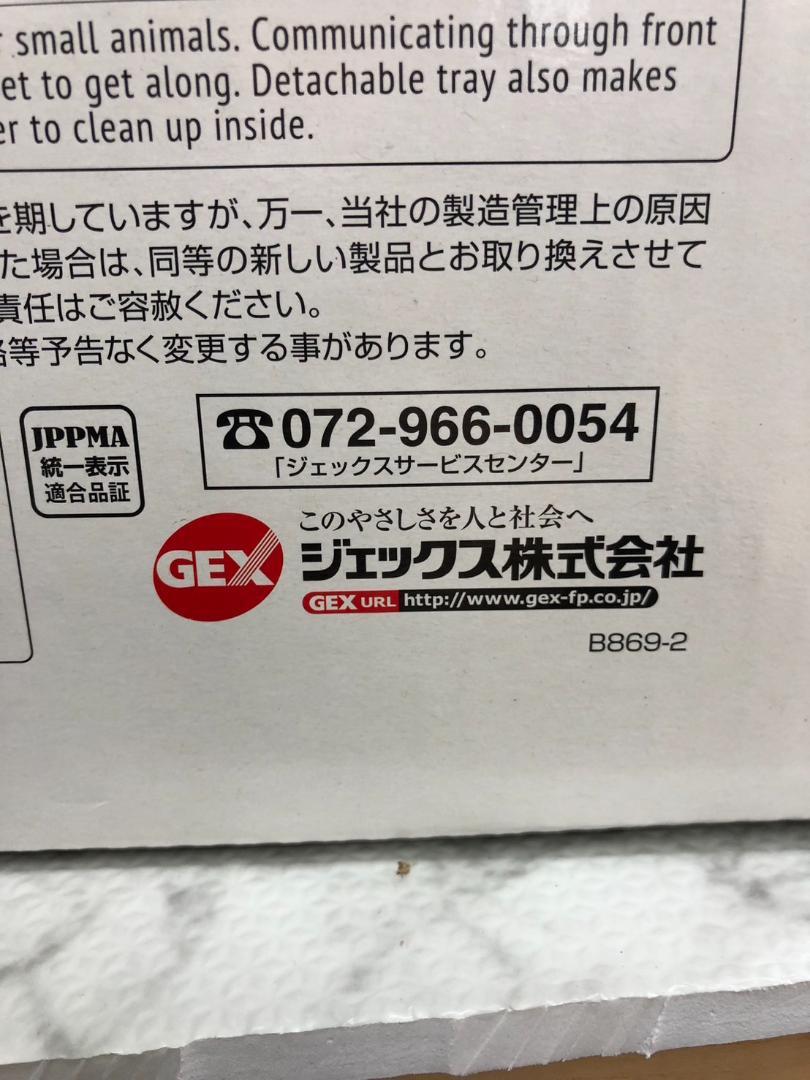 small animals. Communicating through front
et to get along. Detachable tray also makes
er to clean up inside.
を期していますが、万一、当社の製造管理上の原因
た場合は、同等の新しい製品とお取り換えさせて
責任はご容赦ください。
格等予告なく変更する事があります。
☎072-966-0054
「ジェックスサービスセンター」
JPPMA
統一表示
適合品証
このやさしさを人と社会へ
GEX
ジェックス株式会社
GEX URL http://www.gex-fp.co.jp/
B869-2